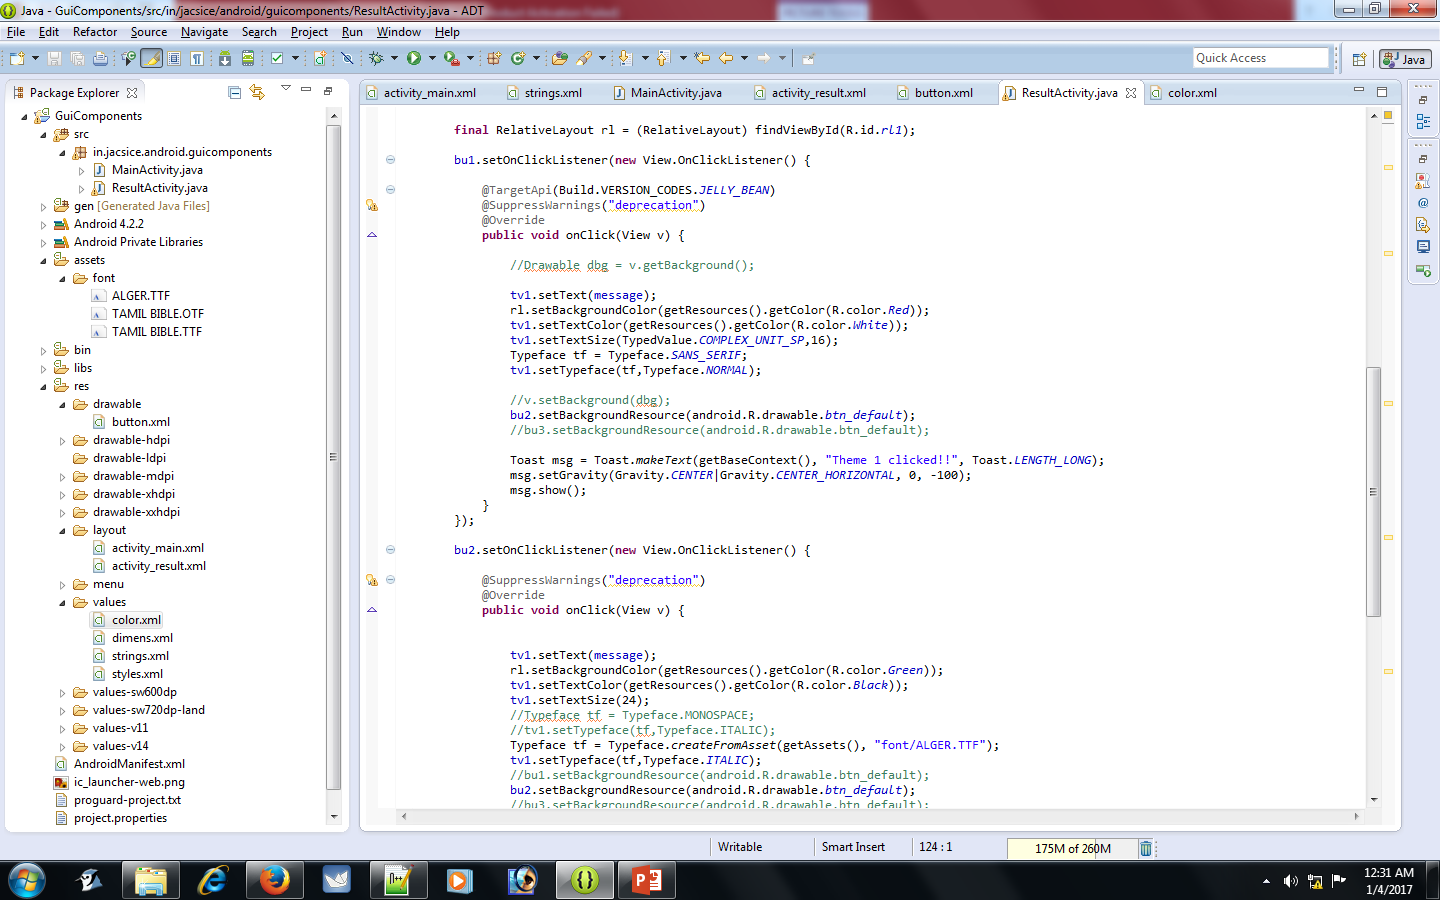 Java - GuiComponents/src/in/jacsice/android/guicomponents/ResultActivity.java - ADT
File Edit Refactor Source Navigate Search Project Run Window Help
Quick Access
Java
Package Explorer
activity_main.xml strings.xml MainActivity.java activity_result.xml button.xml ResultActivity.java color.xml
GuiComponents
src
in.jacsice.android.guicomponents
MainActivity.java
ResultActivity.java
gen [Generated Java Files]
Android 4.2.2
Android Private Libraries
assets
font
ALGER.TTF
TAMIL BIBLE.OTF
TAMIL BIBLE.TTF
bin
libs
res
drawable
button.xml
drawable-hdpi
drawable-ldpi
drawable-mdpi
drawable-xhdpi
drawable-xxhdpi
layout
activity_main.xml
activity_result.xml
menu
values
color.xml
dimens.xml
strings.xml
styles.xml
values-sw600dp
values-sw720dp-land
values-v11
values-v14
AndroidManifest.xml
ic_launcher-web.png
proguard-project.txt
project.properties
final RelativeLayout rl = (RelativeLayout) findViewById(R.id.rl1);
bu1.setOnClickListener(new View.OnClickListener() {
@TargetApi(Build.VERSION_CODES.JELLY_BEAN)
@SuppressWarnings("deprecation")
@Override
public void onClick(View v) {
//Drawable dbg = v.getBackground();
tv1.setText(message);
rl.setBackgroundColor(getResources().getColor(R.color.Red));
tv1.setTextColor(getResources().getColor(R.color.White));
tv1.setTextSize(TypedValue.COMPLEX_UNIT_SP,16);
Typeface tf = Typeface.SANS_SERIF;
tv1.setTypeface(tf,Typeface.NORMAL);
//v.setBackground(dbg);
bu2.setBackgroundResource(android.R.drawable.btn_default);
//bu3.setBackgroundResource(android.R.drawable.btn_default);
Toast msg = Toast.makeText(getBaseContext(), "Theme 1 clicked!!", Toast.LENGTH_LONG);
msg.setGravity(Gravity.CENTER|Gravity.CENTER_HORIZONTAL, 0, -100);
msg.show();
}
});
bu2.setOnClickListener(new View.OnClickListener() {
@SuppressWarnings("deprecation")
@Override
public void onClick(View v) {
tv1.setText(message);
rl.setBackgroundColor(getResources().getColor(R.color.Green));
tv1.setTextColor(getResources().getColor(R.color.Black));
tv1.setTextSize(24);
//Typeface tf = Typeface.MONOSPACE;
//tv1.setTypeface(tf,Typeface.ITALIC);
Typeface tf = Typeface.createFromAsset(getAssets(), "font/ALGER.TTF");
tv1.setTypeface(tf,Typeface.ITALIC);
//bu1.setBackgroundResource(android.R.drawable.btn_default);
bu2.setBackgroundResource(android.R.drawable.btn_default);
//bu3.setBackgroundResource(android.R.drawable.btn_default);
Writable Smart Insert 124 : 1 175M of 260M
12:31 AM
1/4/2017